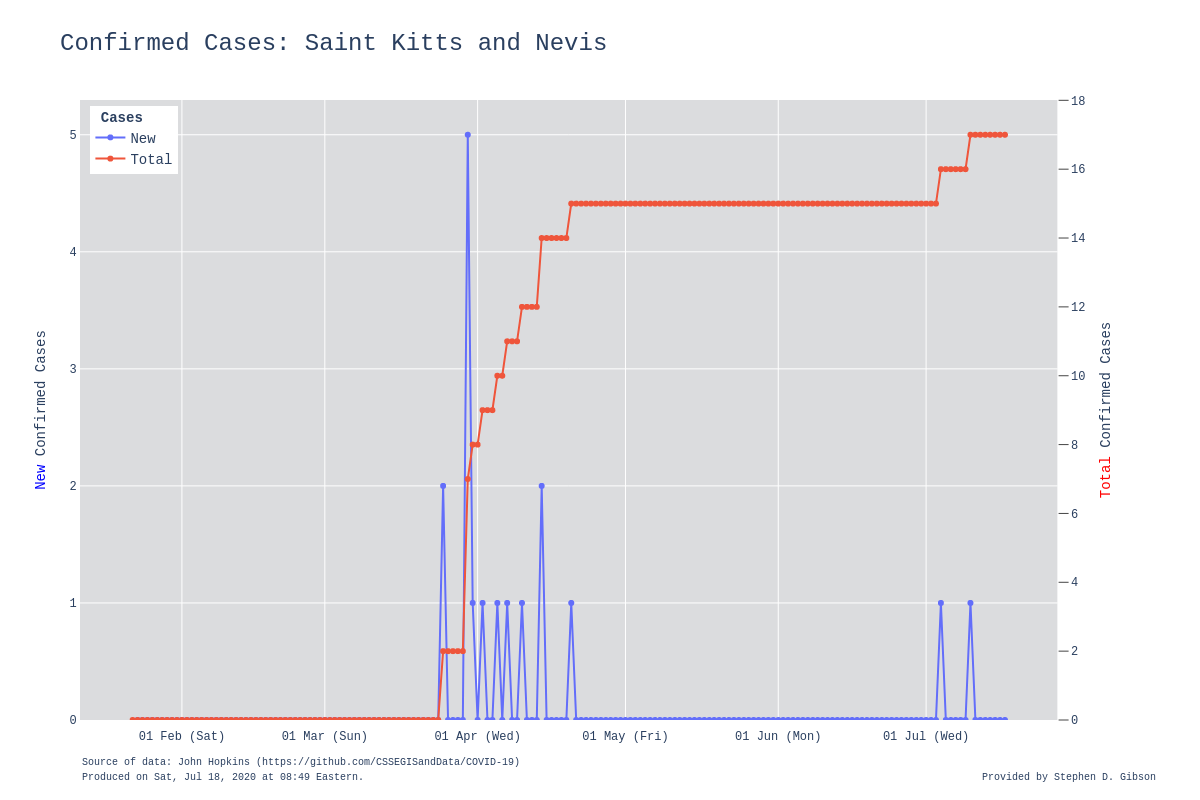 Confirmed Cases: Saint Kitts and Nevis
Cases
New
Total
5
4
3
2
1
0
New Confirmed Cases
18
16
14
12
10
8
6
4
2
0
Total Confirmed Cases
01 Feb (Sat)
01 Mar (Sun)
01 Apr (Wed)
01 May (Fri)
01 Jun (Mon)
01 Jul (Wed)
Source of data: John Hopkins (https://github.com/CSSEGISandData/COVID-19)
Produced on Sat, Jul 18, 2020 at 08:49 Eastern.
Provided by Stephen D. Gibson